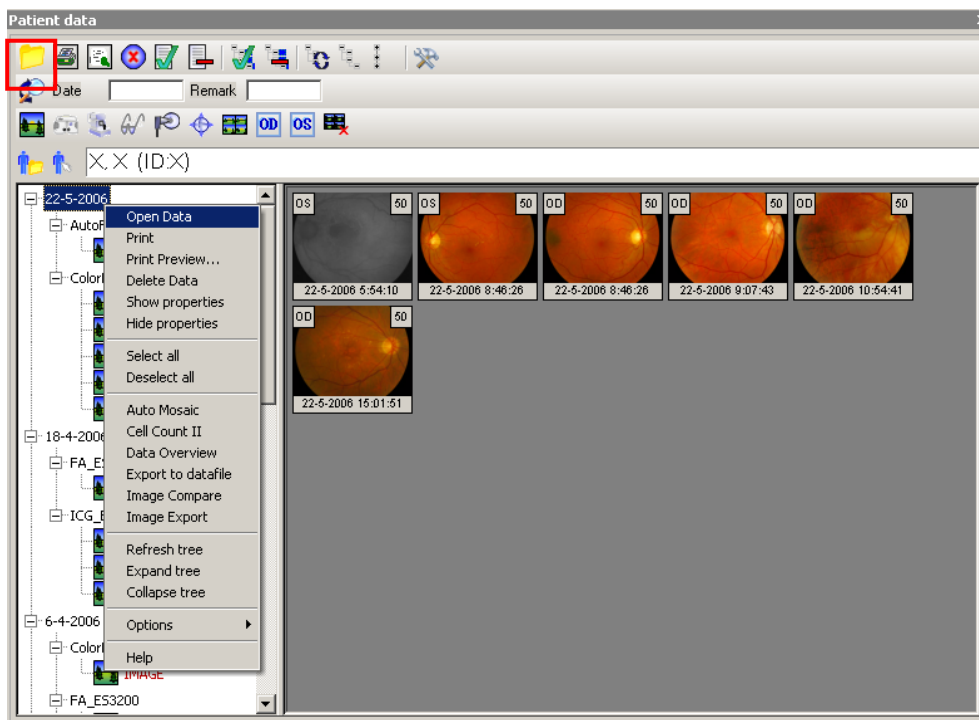 Patient data
Date
Remark
OD
OS
X, X (ID:X)
22-5-2006
Open Data
Print
Print Preview...
Delete Data
Show properties
Hide properties
Select all
Deselect all
Auto Mosaic
Cell Count II
Data Overview
Export to datafile
Image Compare
Image Export
Refresh tree
Expand tree
Collapse tree
Options
Help
18-4-2006
6-4-2006
IMAGE
FA_ES3200
OS 50
22-5-2006 5:54:10
OS 50
22-5-2006 8:46:26
OD 50
22-5-2006 8:46:26
OD 50
22-5-2006 9:07:43
OD 50
22-5-2006 10:54:41
OD 50
22-5-2006 15:01:51